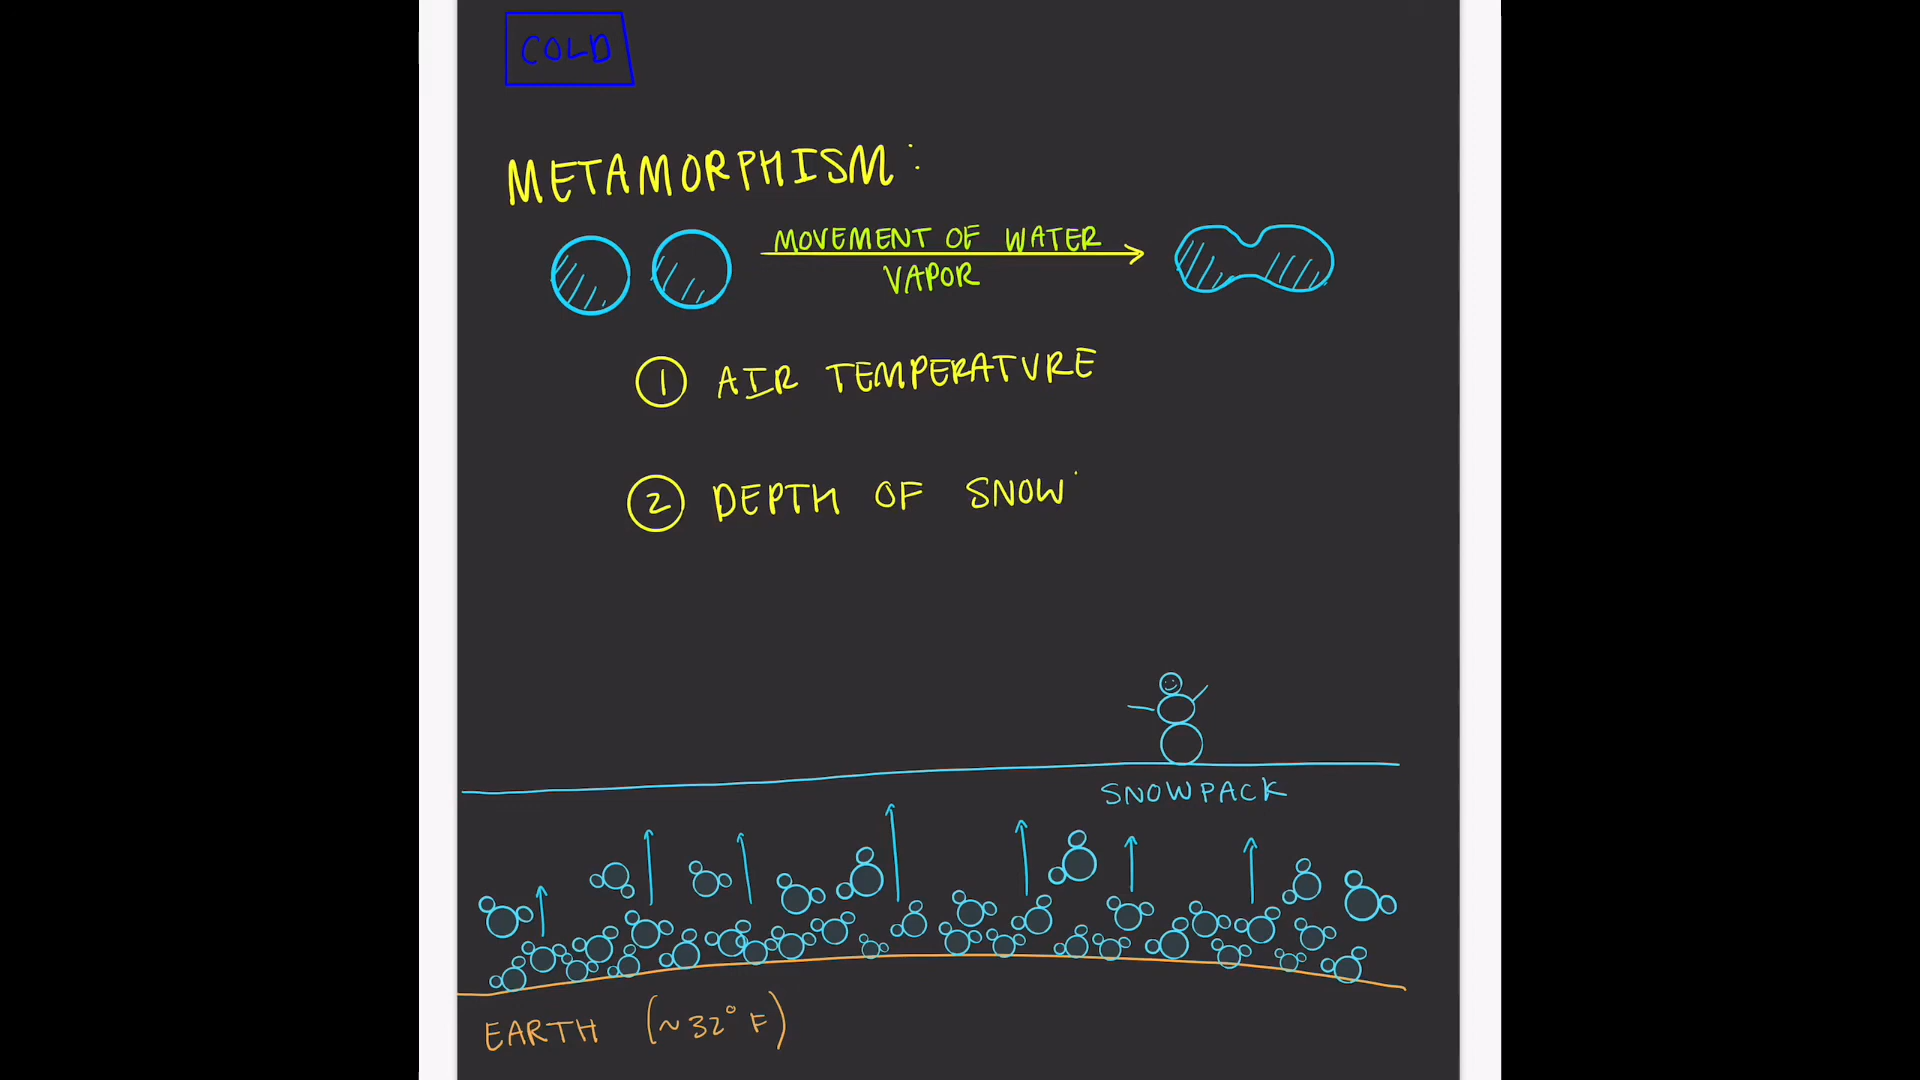 COLD
METAMORPHISM:
MOVEMENT OF WATER
VAPOR
1 AIR TEMPERATURE
2 DEPTH OF SNOW
SNOWPACK
EARTH (~32° F)